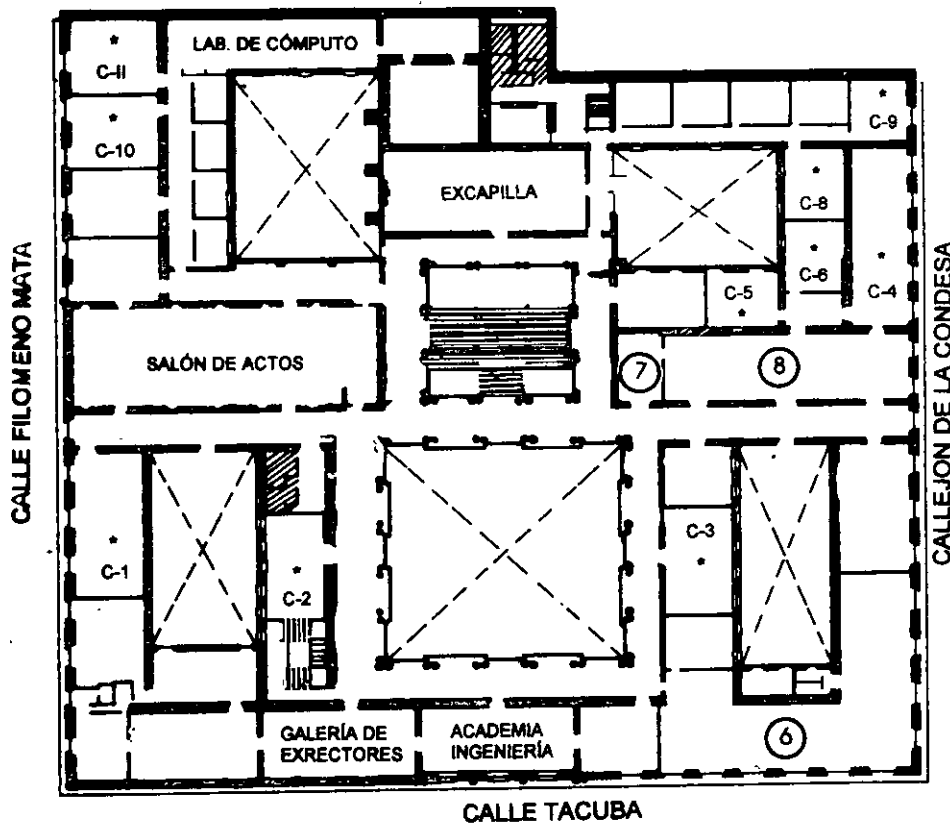 LAB. DE CÓMPUTO
C-11
C-9
C-10
EXCAPILLA
C-8
C-6
C-4
C-5
CALLE FILOMENO MATA
SALÓN DE ACTOS
7
8
CALLEJON DE LA CONDESA
C-3
C-1
C-2
GALERÍA DE
EXRECTORES
ACADEMIA
INGENIERÍA
6
CALLE TACUBA